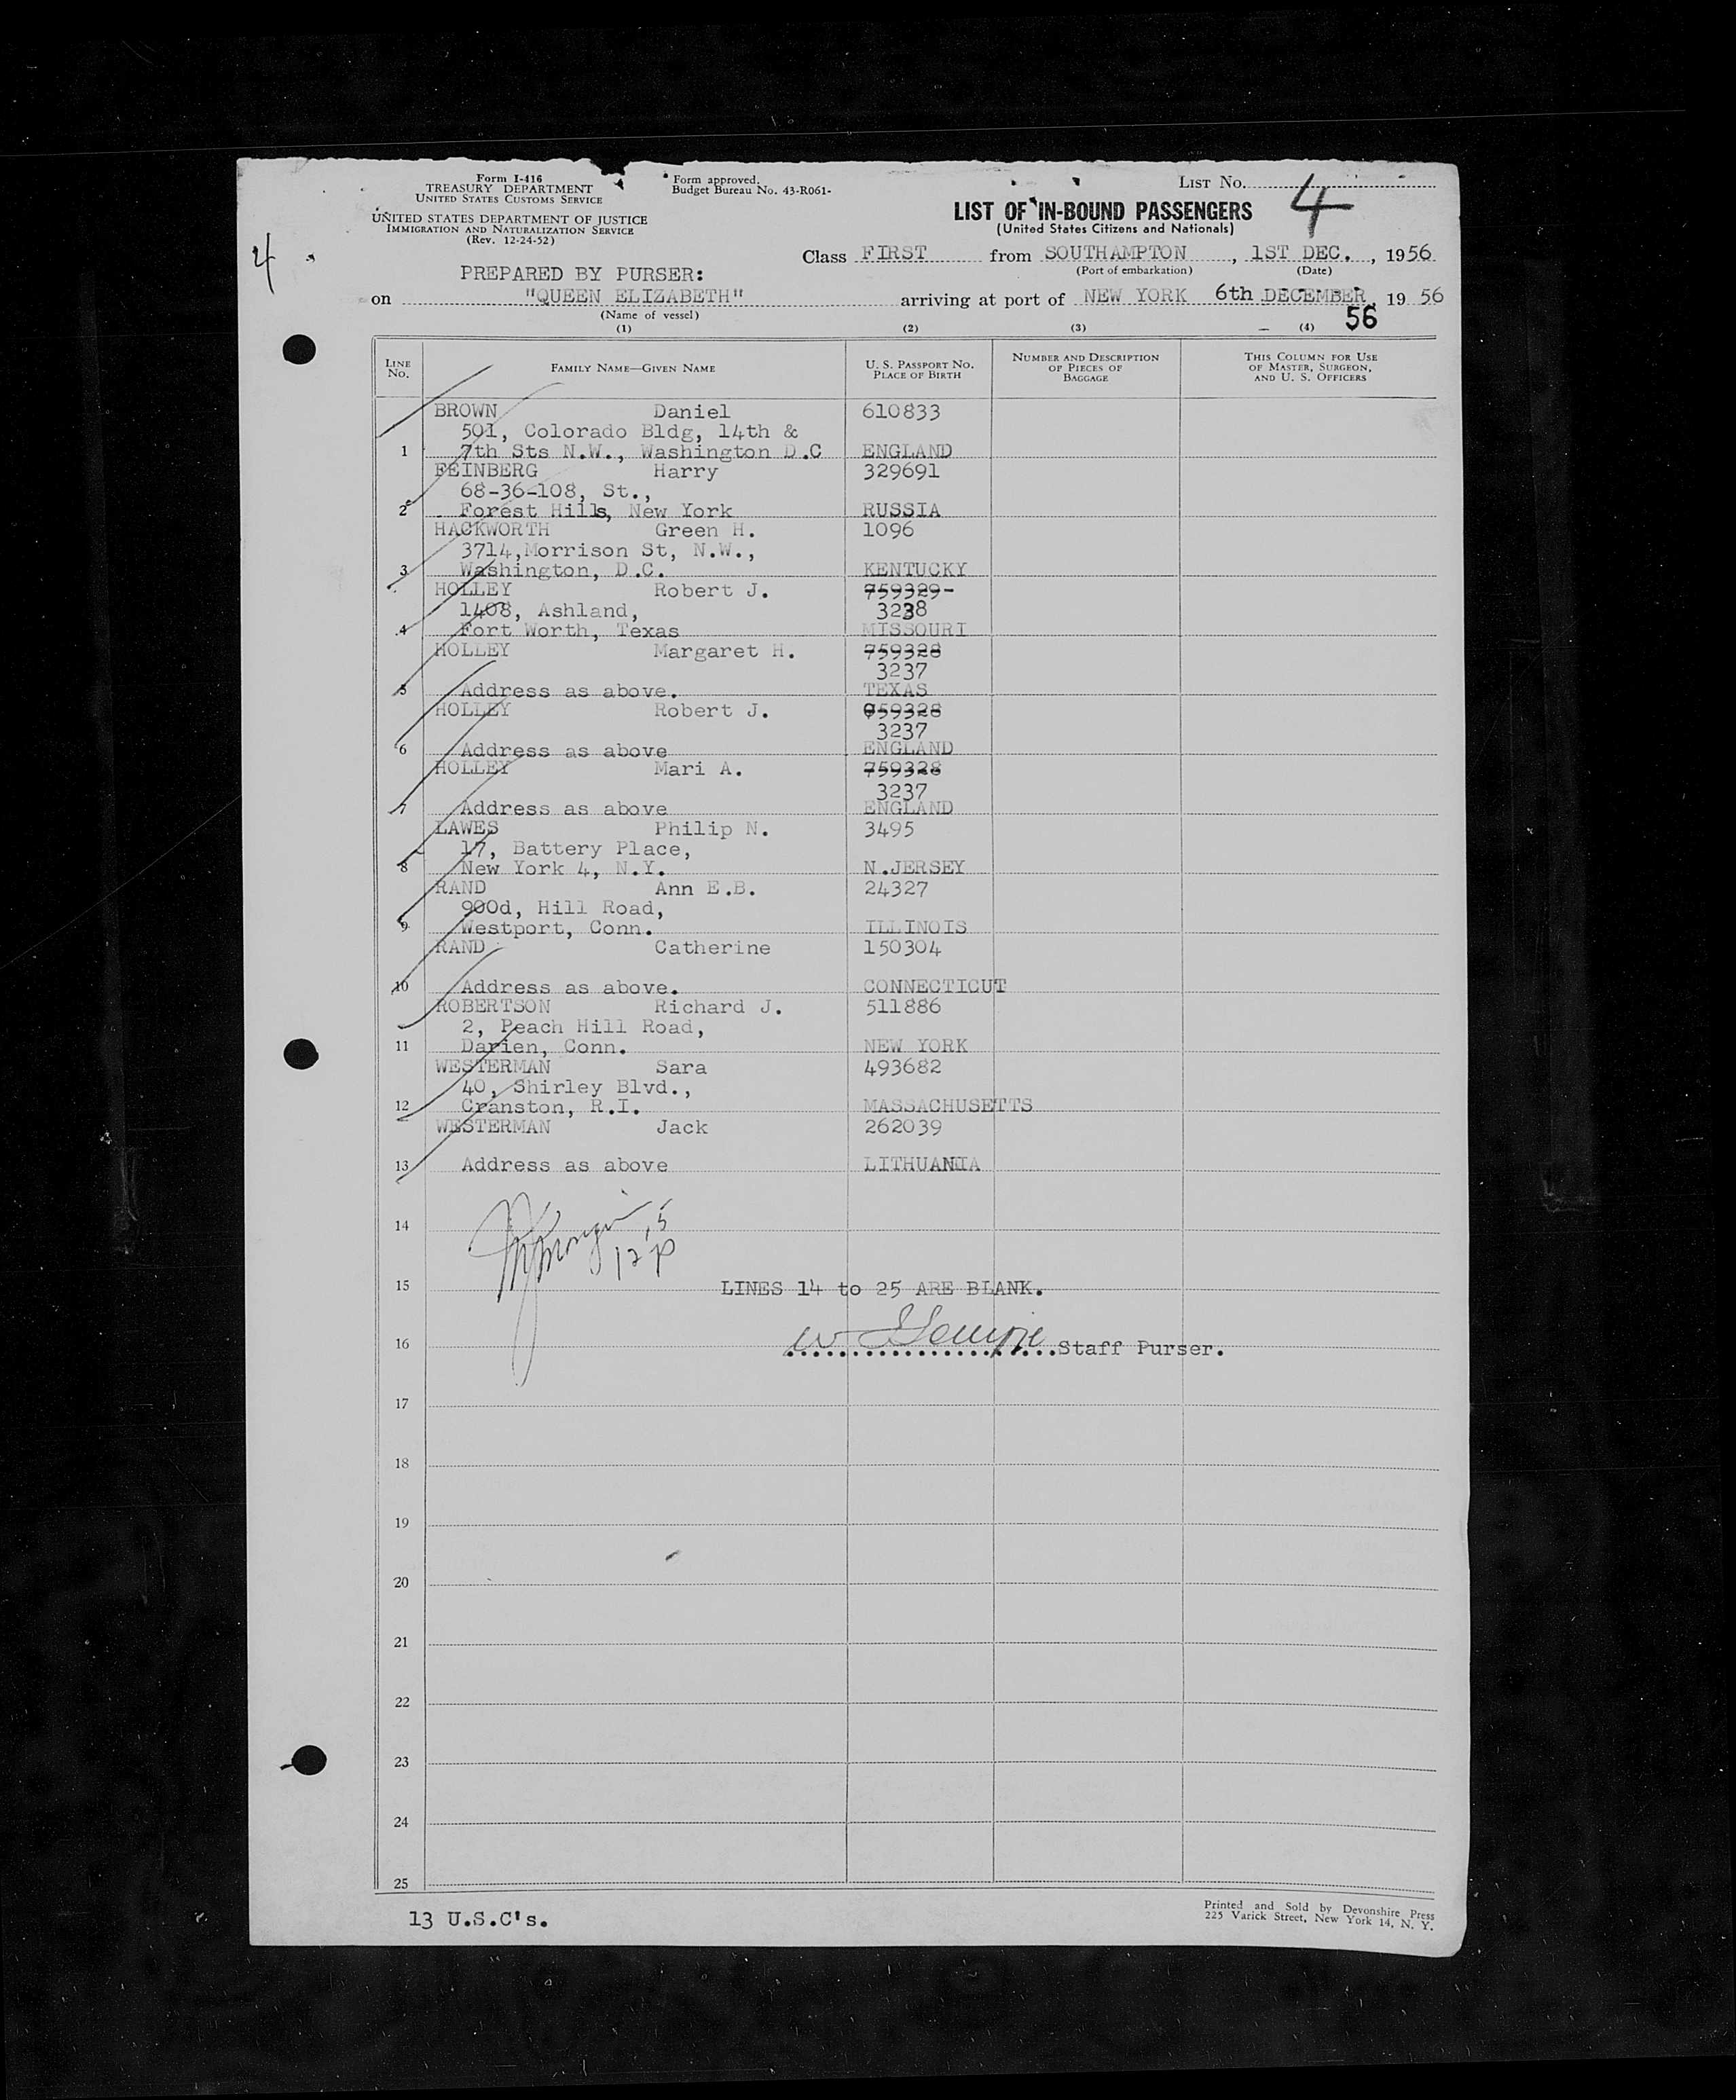 Form I-416
TREASURY DEPARTMENT
UNITED STATES CUSTOMS SERVICE
UNITED STATES DEPARTMENT OF JUSTICE
IMMIGRATION AND NATURALIZATION SERVICE
(Rev. 12-24-52)
Form approved.
Budget Bureau No. 43-R061-
LIST NO. 4
LIST OF IN-BOUND PASSENGERS
(United States Citizens and Nationals)
4
Class FIRST from SOUTHAMPTON, 1ST DEC., 1956
(Port of embarkation) (Date)
PREPARED BY PURSER:
on "QUEEN ELIZABETH" arriving at port of NEW YORK 6th DECEMBER, 19 56
(Name of vessel) 56
(1) (2) (3) (4)
LINE NO. FAMILY NAME—GIVEN NAME U. S. PASSPORT NO. PLACE OF BIRTH NUMBER AND DESCRIPTION OF PIECES OF BAGGAGE THIS COLUMN FOR USE OF MASTER, SURGEON, AND U. S. OFFICERS
BROWN Daniel 610833
501, Colorado Bldg, 14th &
1 7th Sts N.W., Washington D.C ENGLAND
FEINBERG Harry 329691
68-36-108, St.,
2 Forest Hills, New York RUSSIA
HACKWORTH Green H. 1096
3714,Morrison St, N.W.,
3 Washington, D.C. KENTUCKY
HOLLEY Robert J. 759329-
1408, Ashland, 3238
4 Fort Worth, Texas MISSOURI
HOLLEY Margaret H. 759328
3237
5 Address as above. TEXAS
HOLLEY Robert J. 759328
3237
6 Address as above ENGLAND
HOLLEY Mari A. 759328
3237
7 Address as above ENGLAND
LAWES Philip N. 3495
17, Battery Place,
8 New York 4, N.Y. N.JERSEY
RAND Ann E.B. 24327
900d, Hill Road,
9 Westport, Conn. ILLINOIS
RAND Catherine 150304
10 Address as above. CONNECTICUT
ROBERTSON Richard J. 511886
2, Peach Hill Road,
11 Darien, Conn. NEW YORK
WESTERMAN Sara 493682
40, Shirley Blvd.,
12 Cranston, R.I. MASSACHUSETTS
WESTERMAN Jack 262039
13 Address as above LITHUANIA
14
15 LINES 14 to 25 ARE BLANK.
16 Staff Purser.
17
18
19
20
21
22
23
24
25
13 U.S.C's.
Printed and Sold by Devonshire Press
225 Varick Street, New York 14, N. Y.